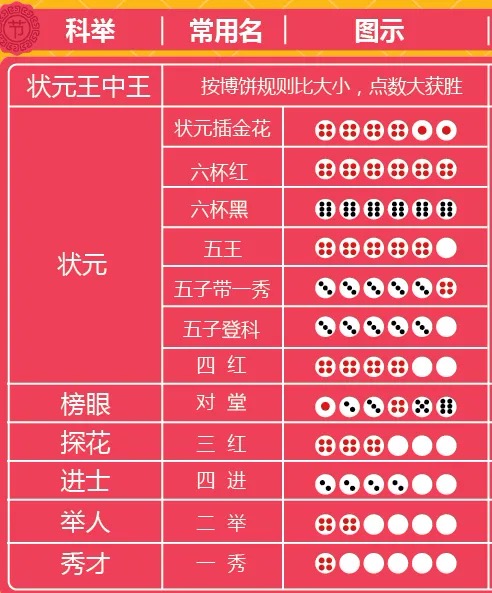 节
科举 常用名 图示
状元王中王 按博饼规则比大小，点数大获胜
状元插金花
六杯红
六杯黑
状元 五王
五子带一秀
五子登科
四 红
榜眼 对 堂
探花 三 红
进士 四 进
举人 二 举
秀才 一 秀